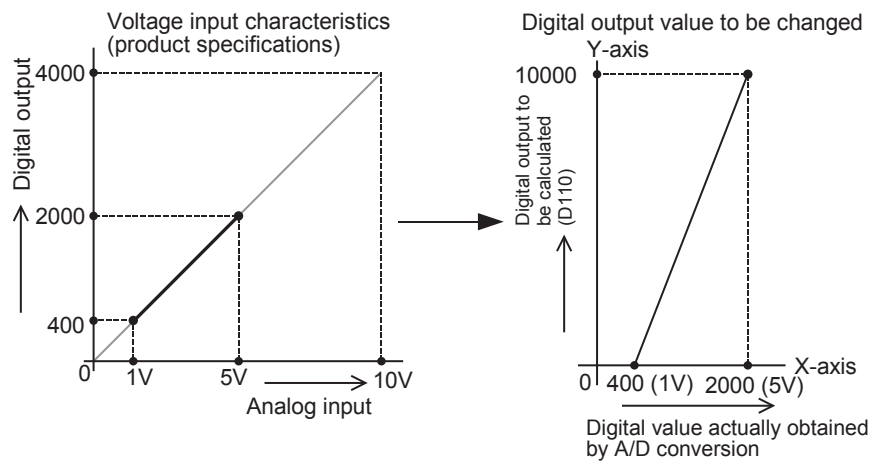 Voltage input characteristics
(product specifications)
4000
2000
400
0
1V
5V
10V
Digital output
Analog input
Digital output value to be changed
Y-axis
10000
Digital output to
be calculated
(D110)
0
400 (1V)
2000 (5V)
X-axis
Digital value actually obtained
by A/D conversion